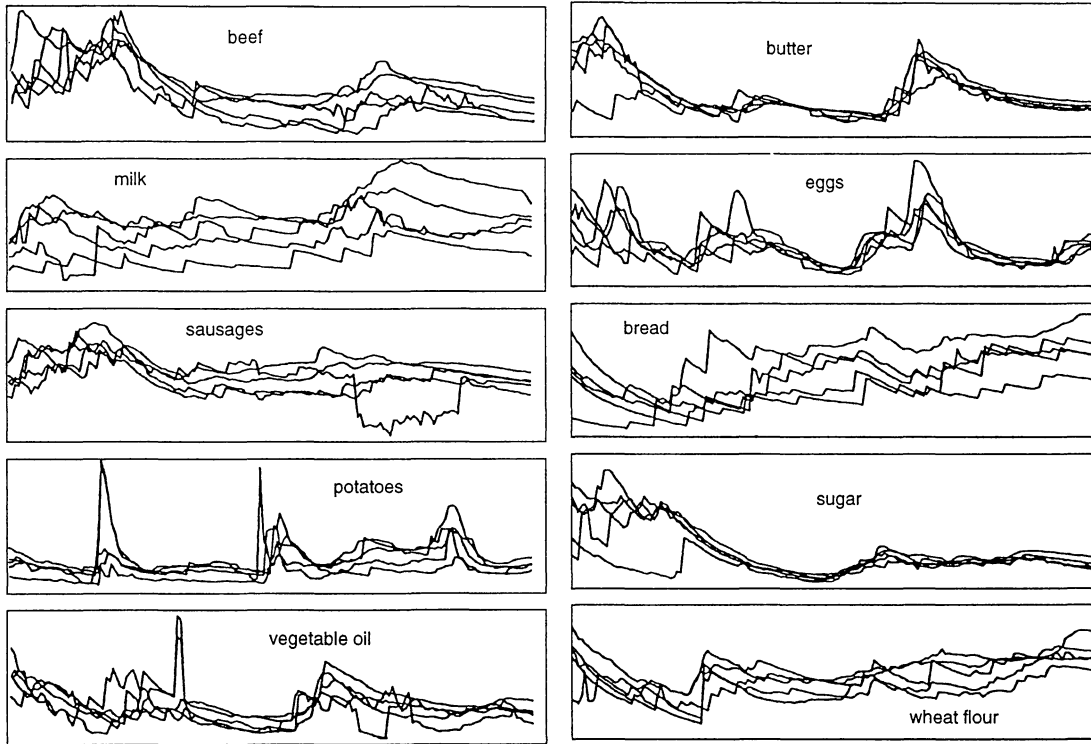 beef
butter
milk
eggs
sausages
bread
potatoes
sugar
vegetable oil
wheat flour